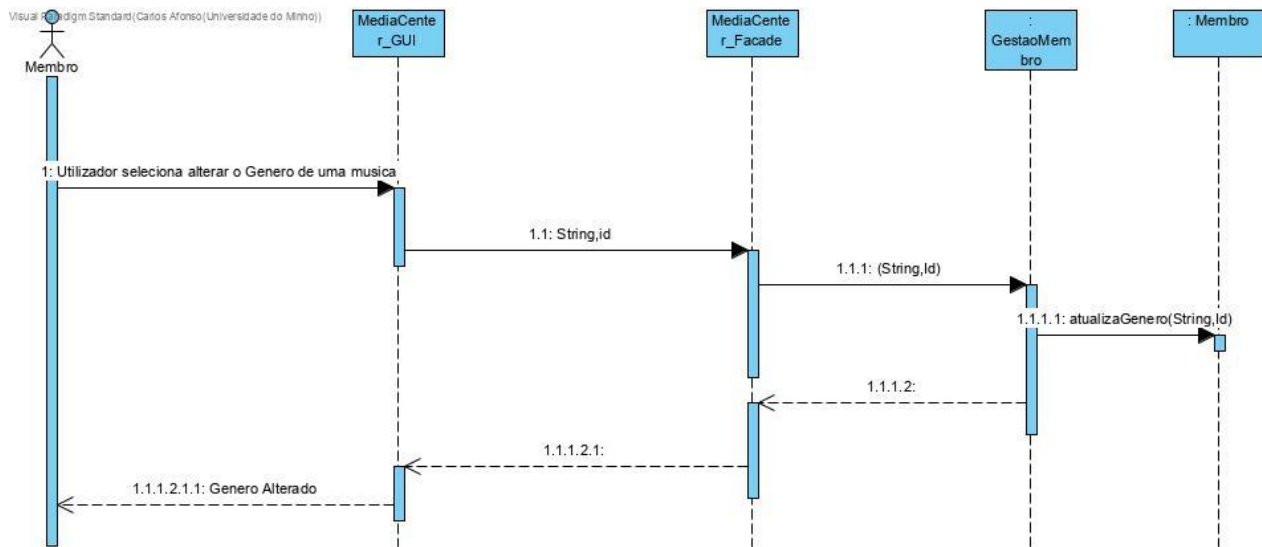 Visual Paradigm Standard(Carlos Afonso(Universidade do Minho))
Membro
MediaCente
r_GUI
MediaCente
r_Facade
:
GestaoMem
bro
: Membro
1: Utilizador seleciona alterar o Genero de uma musica
1.1: String,id
1.1.1: (String,Id)
1.1.1.1: atualizaGenero(String,Id)
1.1.1.2:
1.1.1.2.1:
1.1.1.2.1.1: Genero Alterado